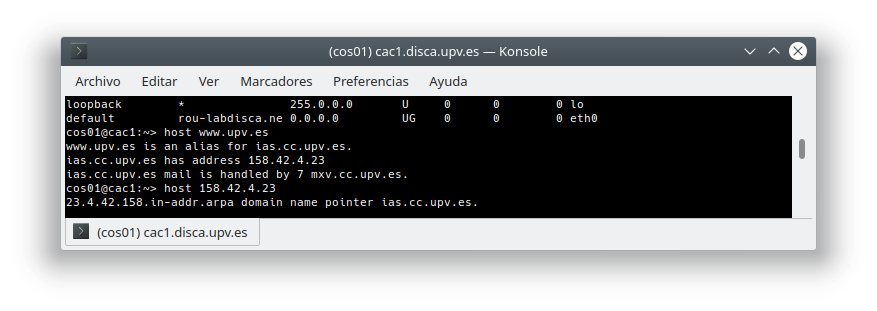 (cos01) cac1.disca.upv.es — Konsole
Archivo Editar Ver Marcadores Preferencias Ayuda
loopback * 255.0.0.0 U 0 0 0 lo
default rou-labdisca.ne 0.0.0.0 UG 0 0 0 eth0
cos01@cac1:~> host www.upv.es
www.upv.es is an alias for ias.cc.upv.es.
ias.cc.upv.es has address 158.42.4.23
ias.cc.upv.es mail is handled by 7 mxv.cc.upv.es.
cos01@cac1:~> host 158.42.4.23
23.4.42.158.in-addr.arpa domain name pointer ias.cc.upv.es.
(cos01) cac1.disca.upv.es